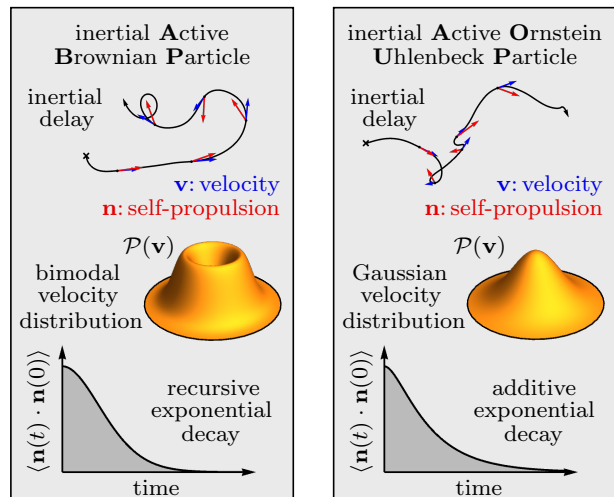 inertial Active
Brownian Particle
inertial
delay
v: velocity
n: self-propulsion
P(v)
bimodal
velocity
distribution
⟨n(t) · n(0)⟩
recursive
exponential
decay
time
inertial Active Ornstein
Uhlenbeck Particle
inertial
delay
v: velocity
n: self-propulsion
P(v)
Gaussian
velocity
distribution
⟨n(t) · n(0)⟩
additive
exponential
decay
time